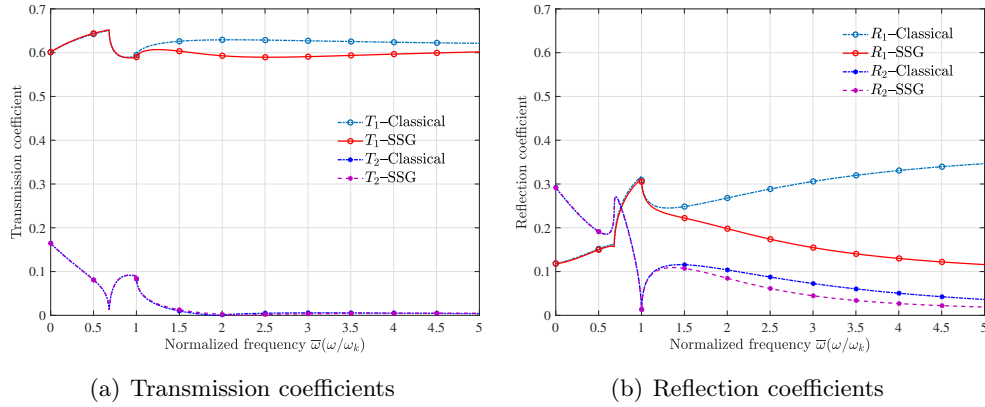 0.7
0.6
0.5
0.4
0.3
0.2
0.1
0
Transmission coefficient
T1–Classical
T1–SSG
T2–Classical
T2–SSG
0 0.5 1 1.5 2 2.5 3 3.5 4 4.5 5
Normalized frequency ω̅(ω/ωk)
(a) Transmission coefficients
0.7
0.6
0.5
0.4
0.3
0.2
0.1
0
Reflection coefficient
R1–Classical
R1–SSG
R2–Classical
R2–SSG
0 0.5 1 1.5 2 2.5 3 3.5 4 4.5 5
Normalized frequency ω̅(ω/ωk)
(b) Reflection coefficients